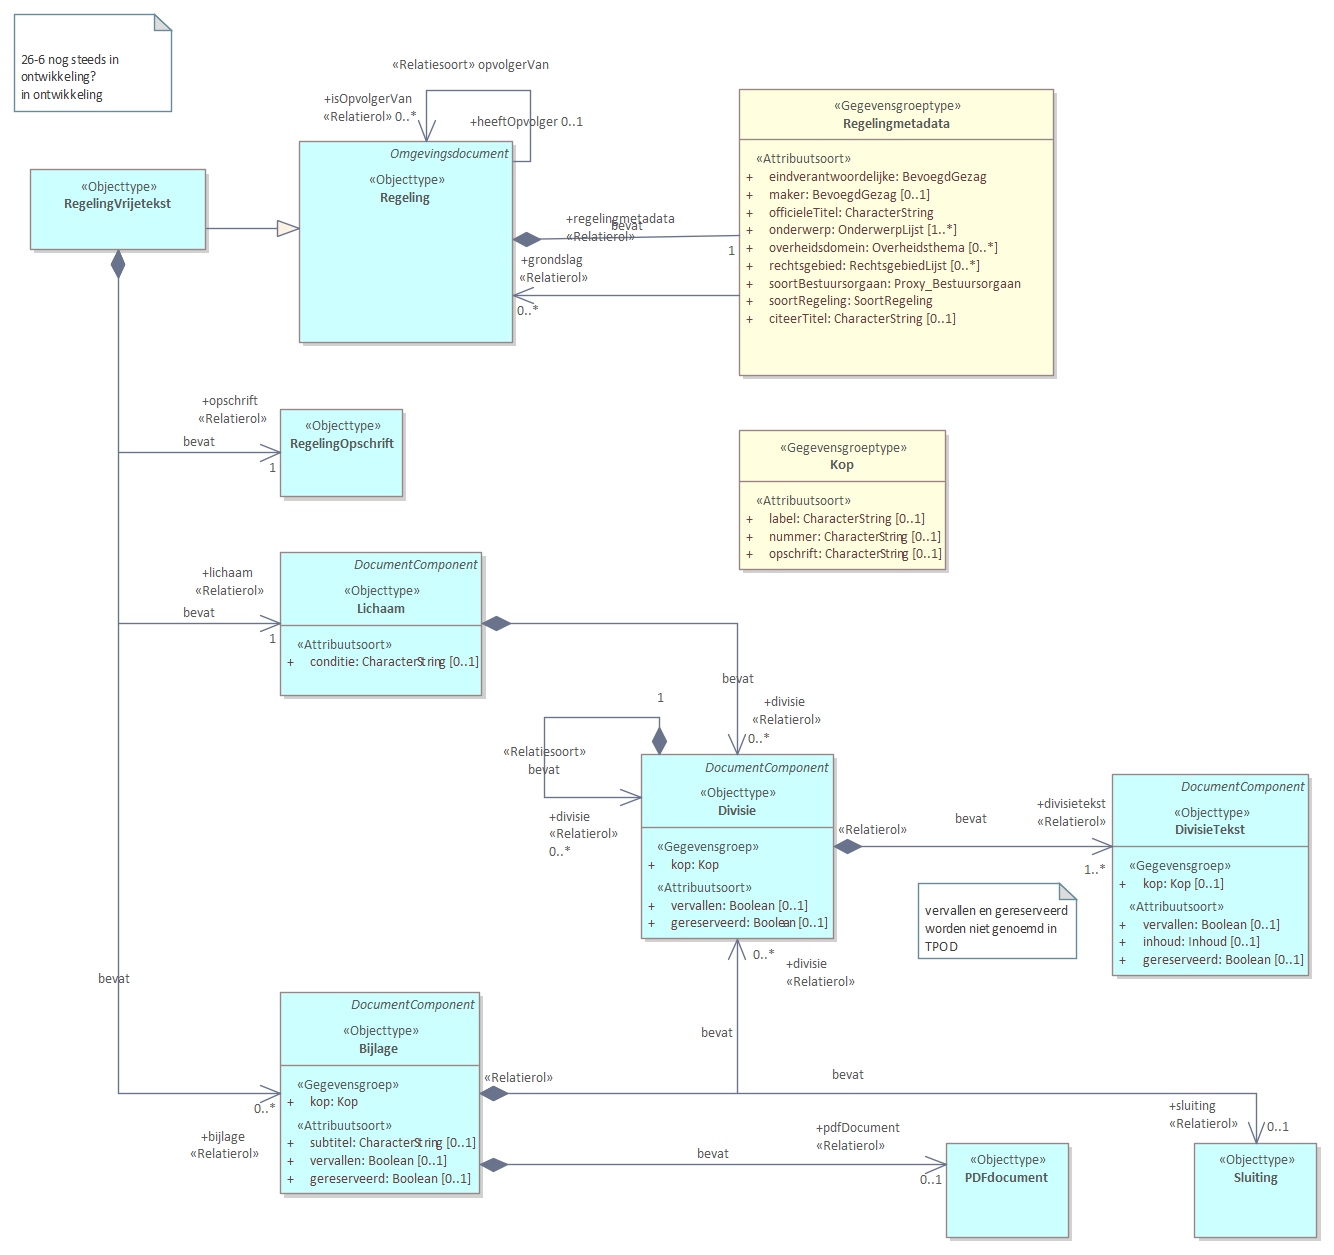 26-6 nog steeds in
ontwikkeling?
in ontwikkeling
«Relatiesoort» opvolgerVan
+isOpvolgerVan
«Relatierol» 0..*
+heeftOpvolger 0..1
«Objecttype»
RegelingVrijetekst
Omgevingsdocument
«Objecttype»
Regeling
+regelingmetadata
bevat
«Relatierol»
1
+grondslag
«Relatierol»
0..*
«Gegevensgroeptype»
Regelingmetadata
«Attribuutsoort»
+ eindverantwoordelijke: BevoegdGezag
+ maker: BevoegdGezag [0..1]
+ officieleTitel: CharacterString
+ onderwerp: OnderwerpLijst [1..*]
+ overheidsdomein: Overheidsthema [0..*]
+ rechtsgebied: RechtsgebiedLijst [0..*]
+ soortBestuursorgaan: Proxy_Bestuursorgaan
+ soortRegeling: SoortRegeling
+ citeerTitel: CharacterString [0..1]
+opschrift
«Relatierol»
bevat
1
«Objecttype»
RegelingOpschrift
«Gegevensgroeptype»
Kop
«Attribuutsoort»
+ label: CharacterString [0..1]
+ nummer: CharacterString [0..1]
+ opschrift: CharacterString [0..1]
+lichaam
«Relatierol»
bevat
1
DocumentComponent
«Objecttype»
Lichaam
«Attribuutsoort»
+ conditie: CharacterString [0..1]
bevat
+divisie
«Relatierol»
0..*
1
«Relatiesoort»
bevat
+divisie
«Relatierol»
0..*
DocumentComponent
«Objecttype»
Divisie
«Gegevensgroep»
+ kop: Kop
«Attribuutsoort»
+ vervallen: Boolean [0..1]
+ gereserveerd: Boolean [0..1]
«Relatierol»
bevat
+divisietekst
«Relatierol»
1..*
DocumentComponent
«Objecttype»
DivisieTekst
«Gegevensgroep»
+ kop: Kop [0..1]
«Attribuutsoort»
+ vervallen: Boolean [0..1]
+ inhoud: Inhoud [0..1]
+ gereserveerd: Boolean [0..1]
vervallen en gereserveerd
worden niet genoemd in
TPOD
0..*
+divisie
«Relatierol»
bevat
bevat
0..*
+bijlage
«Relatierol»
DocumentComponent
«Objecttype»
Bijlage
«Gegevensgroep»
+ kop: Kop
«Attribuutsoort»
+ subtitel: CharacterString [0..1]
+ vervallen: Boolean [0..1]
+ gereserveerd: Boolean [0..1]
«Relatierol»
bevat
+sluiting
«Relatierol»
0..1
bevat
+pdfDocument
«Relatierol»
0..1
«Objecttype»
PDFdocument
«Objecttype»
Sluiting